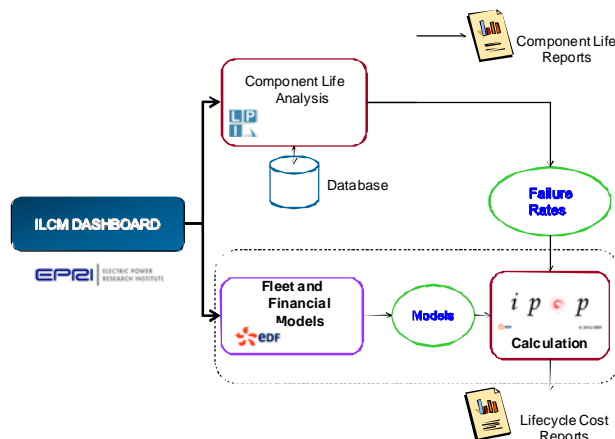 Component Life
Reports
Component Life
Analysis
L P
I
Database
Failure
Rates
ILCM DASHBOARD
EPRI | ELECTRIC POWER
RESEARCH INSTITUTE
Fleet and
Financial
Models
edf
Models
i p o p
Calculation
Lifecycle Cost
Reports